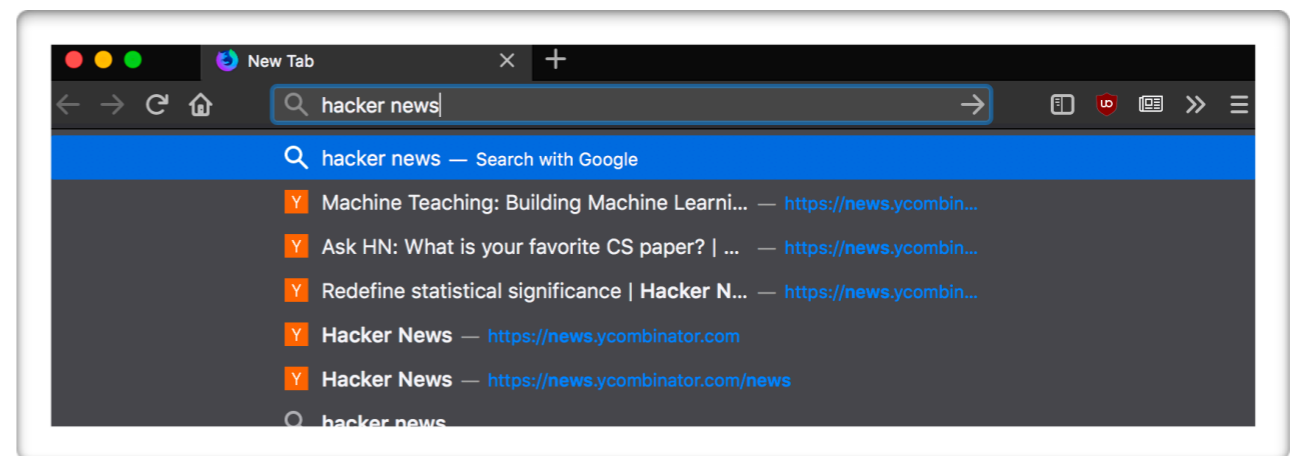 New Tab
hacker news
hacker news — Search with Google
Y Machine Teaching: Building Machine Learni... — https://news.ycombin...
Y Ask HN: What is your favorite CS paper? | ... — https://news.ycombin...
Y Redefine statistical significance | Hacker N... — https://news.ycombin...
Y Hacker News — https://news.ycombinator.com
Y Hacker News — https://news.ycombinator.com/news
hacker news